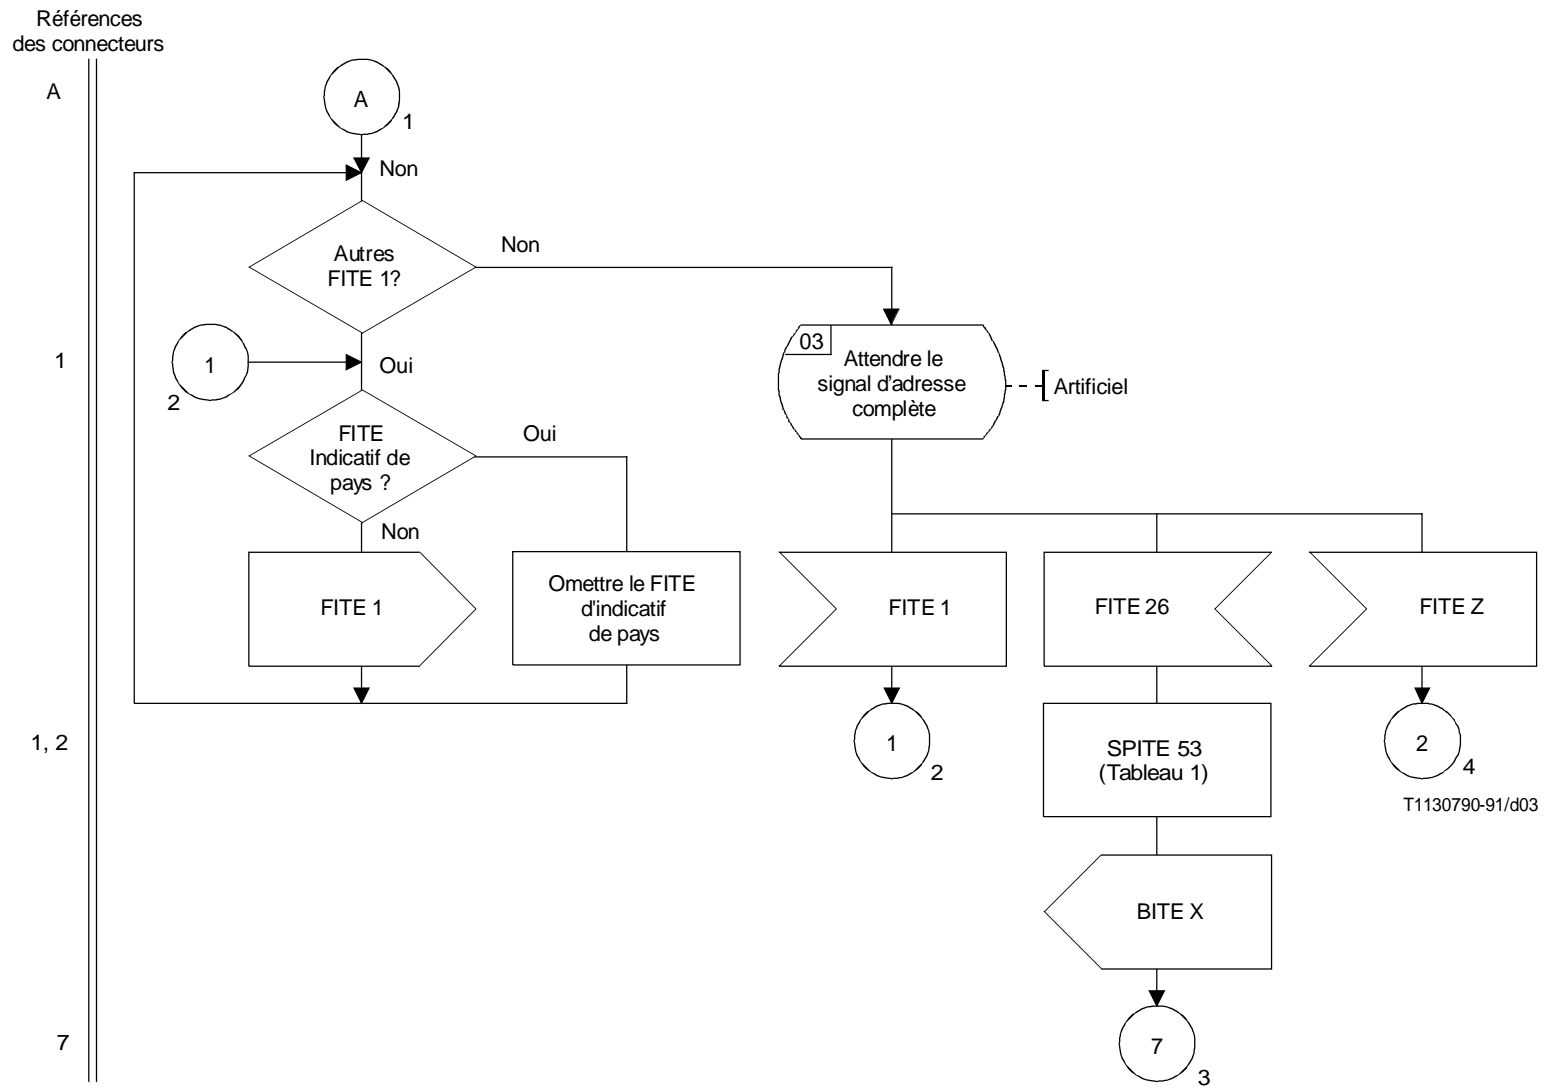 Références
des connecteurs
A
A
1
Non
Autres
FITE 1?
Non
03
Attendre le
signal d'adresse
complète
Artificiel
1
1
2
Oui
FITE
Indicatif de
pays ?
Oui
Non
FITE 1
Omettre le FITE
d'indicatif
de pays
FITE 1
FITE 26
FITE Z
1, 2
1
2
SPITE 53
(Tableau 1)
2
4
T1130790-91/d03
BITE X
7
7
3